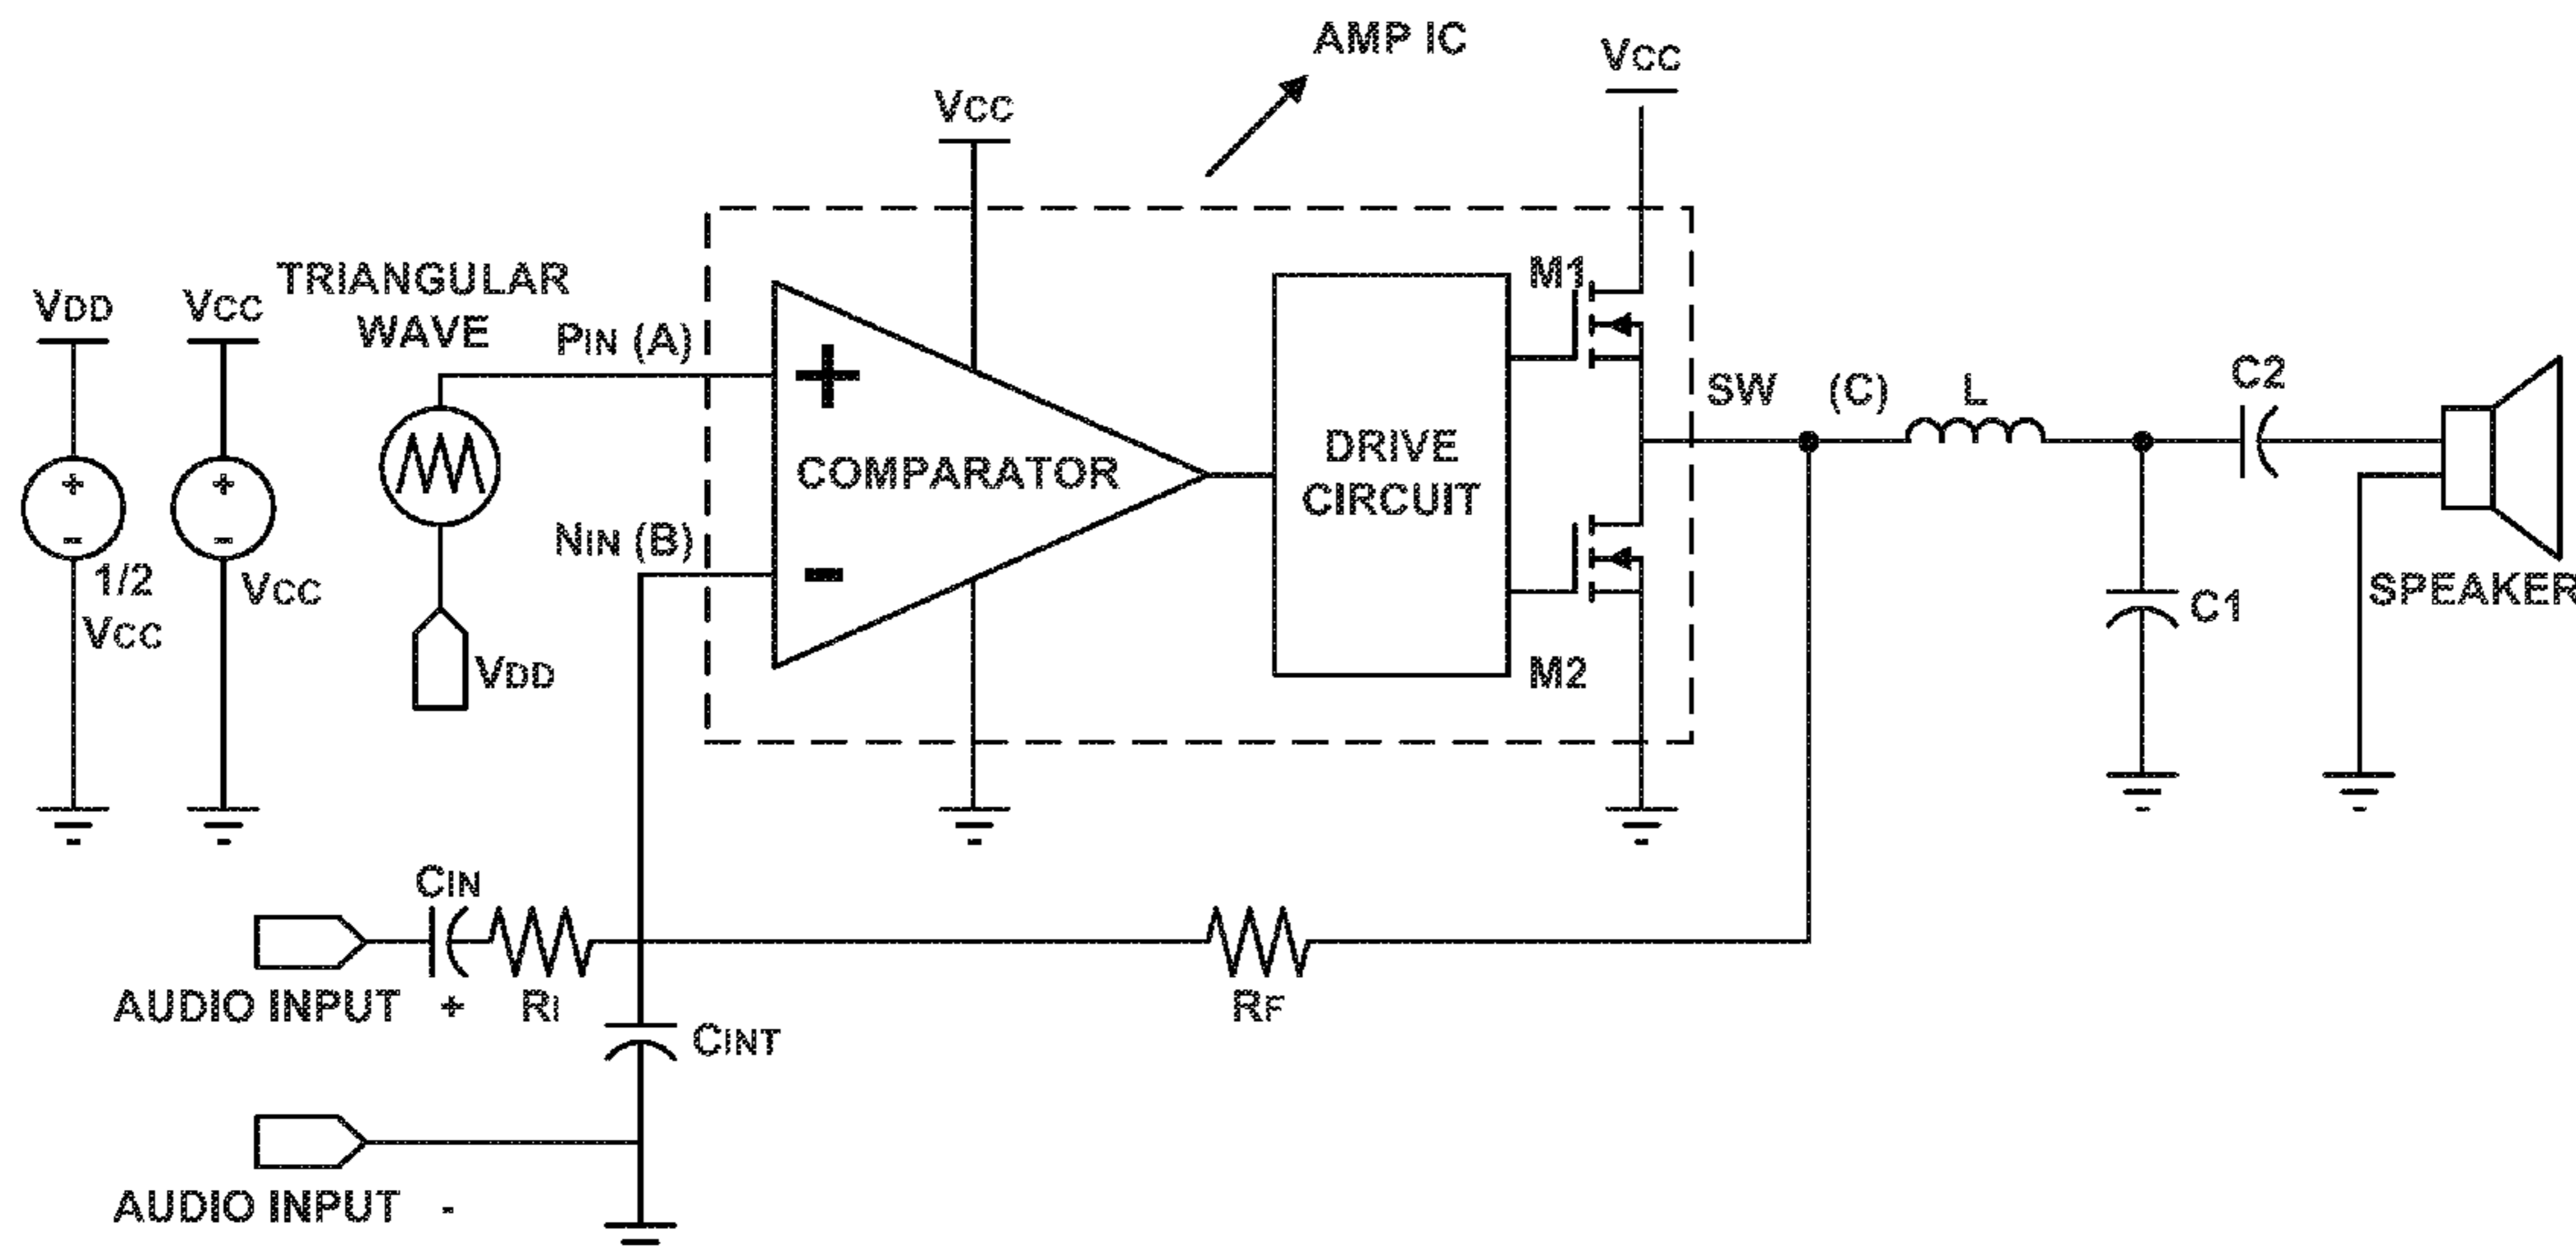 AMP IC
VCC
VCC
TRIANGULAR
WAVE
VDD
VCC
PIN (A)
M1
+
COMPARATOR
DRIVE
CIRCUIT
SW (C)
L
C2
+
-
1/2
VCC
+
-
VCC
NIN (B)
-
VDD
M2
C1
SPEAKER
CIN
AUDIO INPUT +
RI
RF
CINT
AUDIO INPUT -